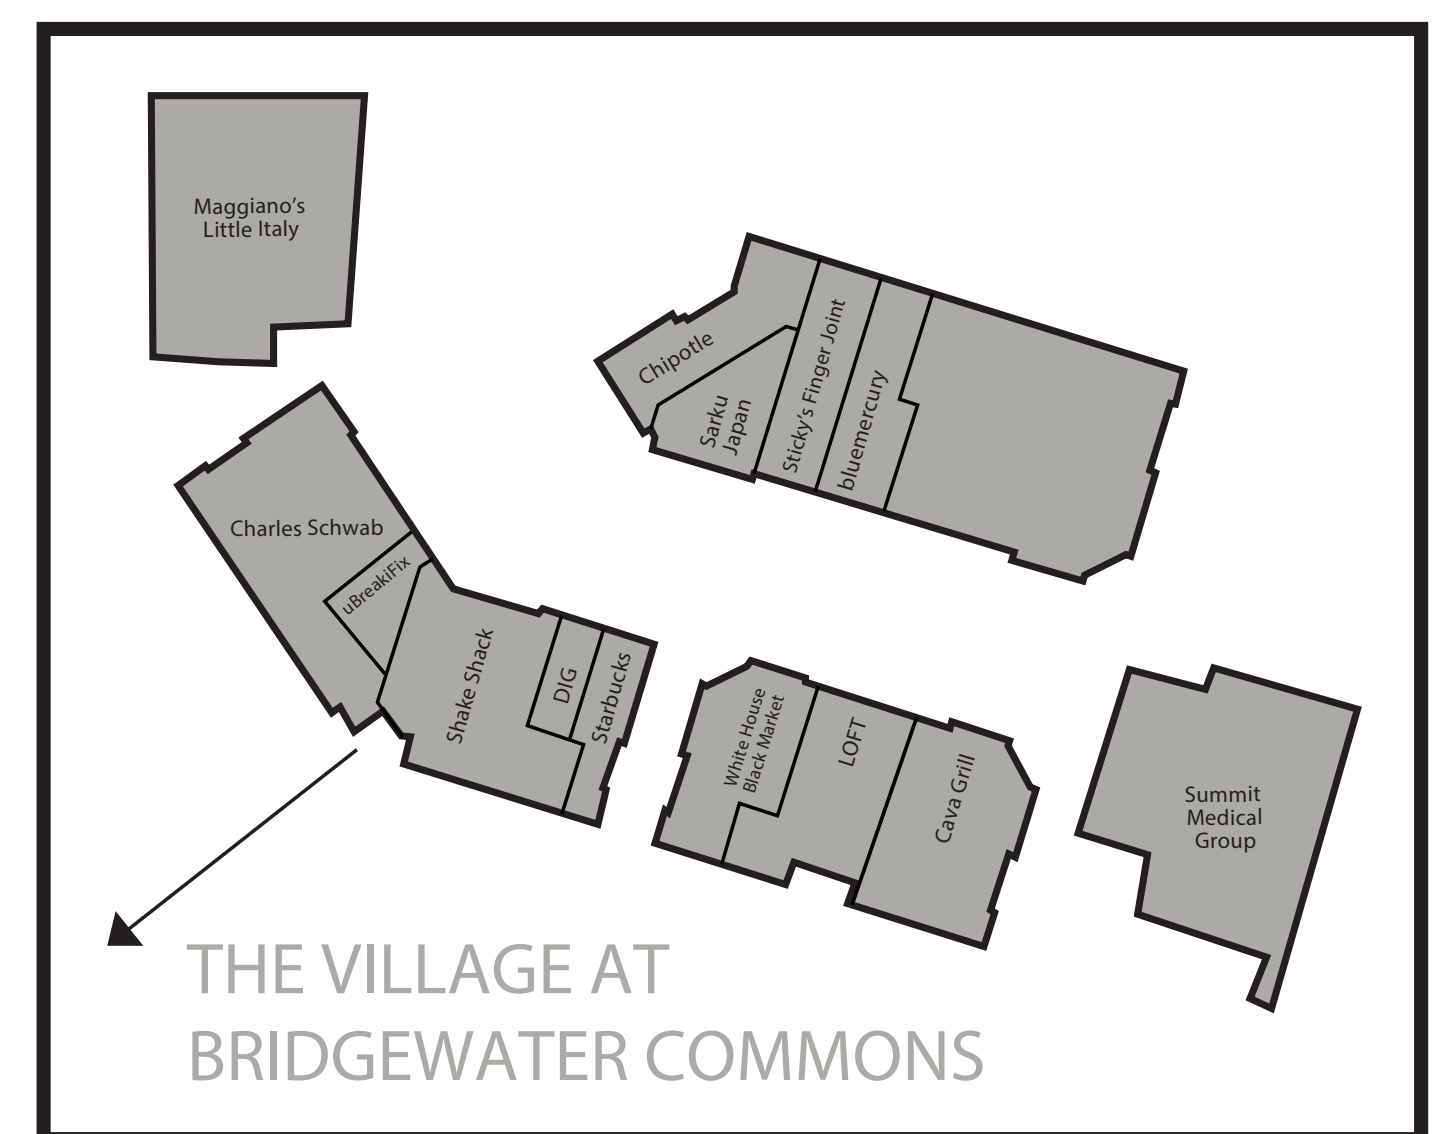 Maggiano’s
Little Italy
Chipotle
Sarku
Japan
Sticky’s Finger Joint
bluemercury
Charles Schwab
uBreakiFix
Shake Shack
DIG
Starbucks
White House
Black Market
LOFT
Cava Grill
Summit
Medical
Group
THE VILLAGE AT
BRIDGEWATER COMMONS